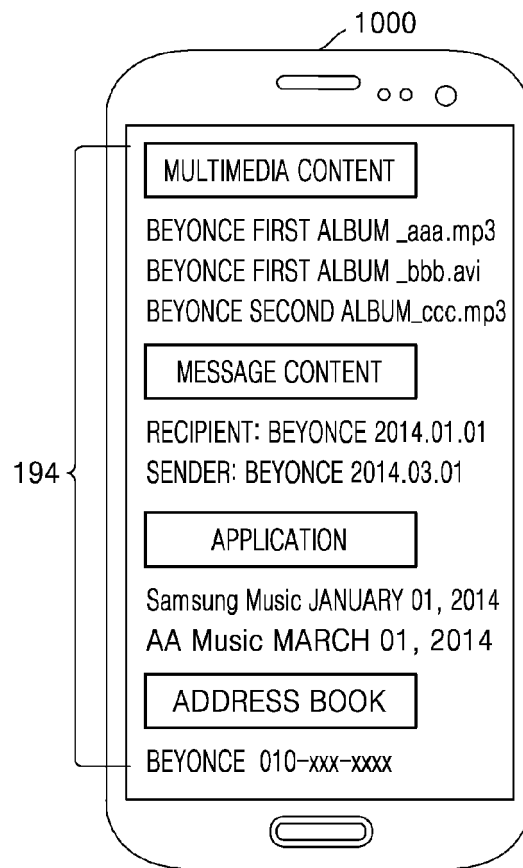 1000
MULTIMEDIA CONTENT
BEYONCE FIRST ALBUM _aaa.mp3
BEYONCE FIRST ALBUM _bbb.avi
BEYONCE SECOND ALBUM_ccc.mp3
MESSAGE CONTENT
RECIPIENT: BEYONCE 2014.01.01
194
SENDER: BEYONCE 2014.03.01
APPLICATION
Samsung Music JANUARY 01, 2014
AA Music MARCH 01, 2014
ADDRESS BOOK
BEYONCE 010-xxx-xxxx